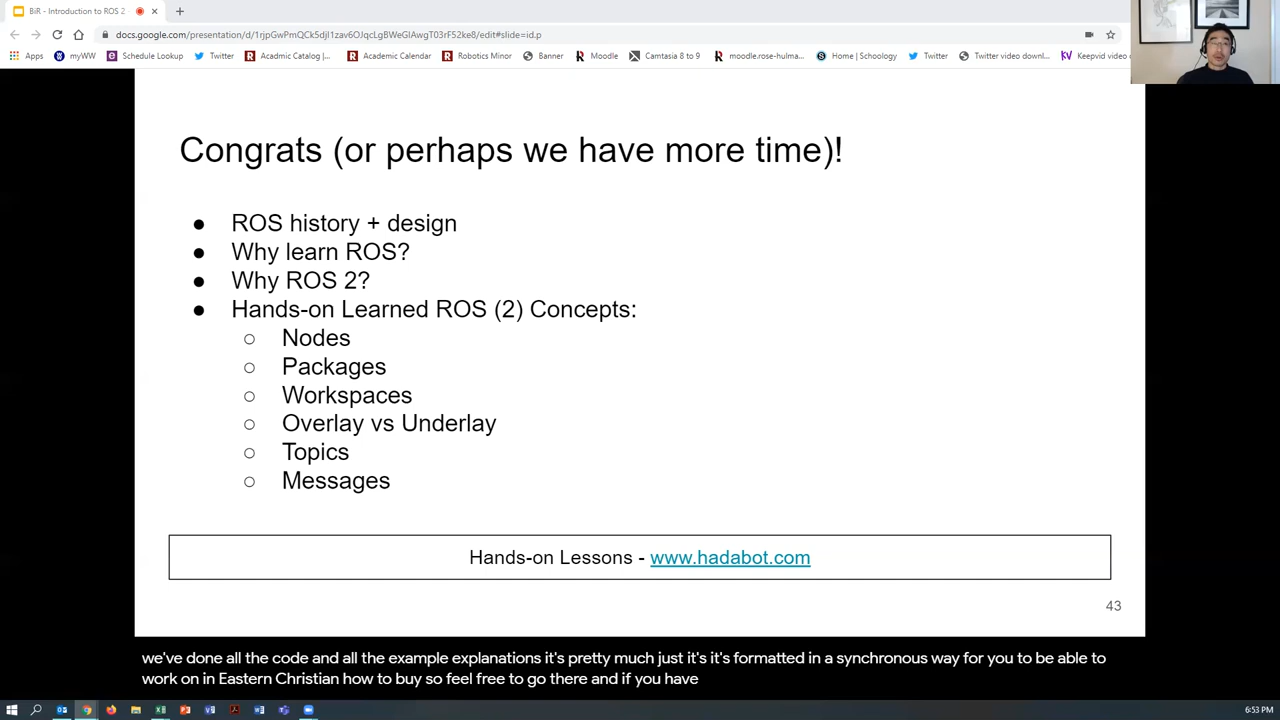 BiR - Introduction to ROS 2
docs.google.com/presentation/d/1rjpGwPmQCk5djI1zav6OJqcLgBWeGIAwgT03rF52ke8/edit#slide=id.p
Apps myWW Schedule Lookup Twitter Acadmic Catalog |... Academic Calendar Robotics Minor Banner Moodle Camtasia 8 to 9 moodle.rose-hulma... Home | Schoology Twitter Twitter video downl... Keepvid video
Congrats (or perhaps we have more time)!
● ROS history + design
● Why learn ROS?
● Why ROS 2?
● Hands-on Learned ROS (2) Concepts:
○ Nodes
○ Packages
○ Workspaces
○ Overlay vs Underlay
○ Topics
○ Messages
Hands-on Lessons - www.hadabot.com
43
we've done all the code and all the example explanations it's pretty much just it's it's formatted in a synchronous way for you to be able to
work on in Eastern Christian how to buy so feel free to go there and if you have
6:53 PM